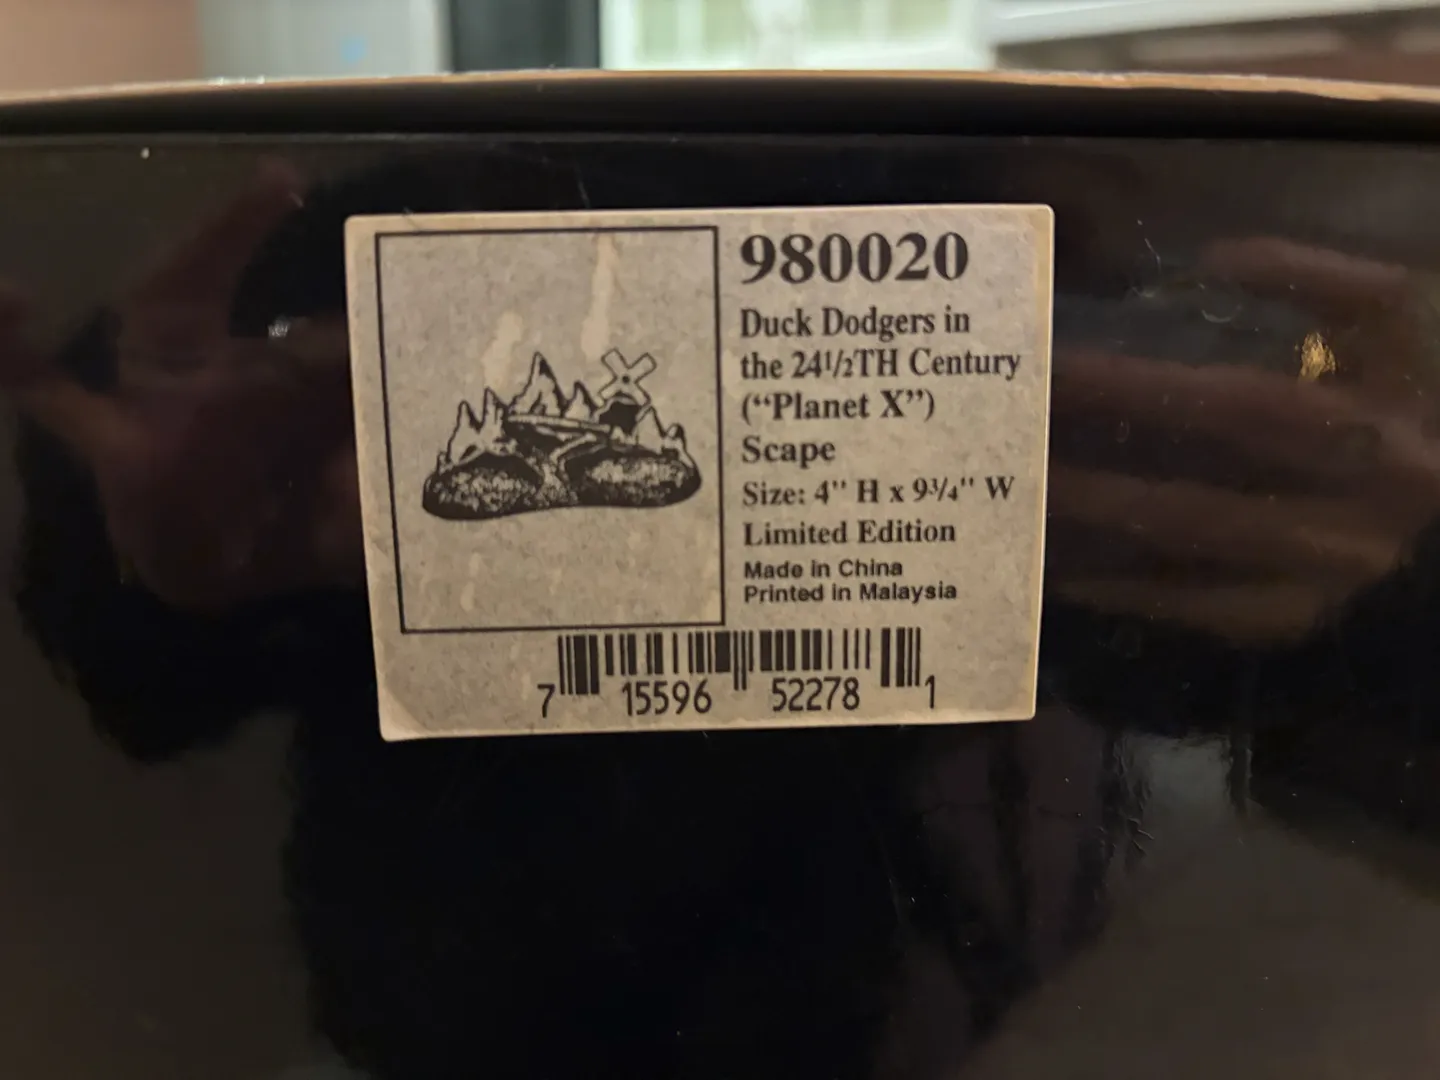 980020
Duck Dodgers in
the 24½TH Century
(“Planet X”)
Scape
Size: 4" H x 9¾" W
Limited Edition
Made in China
Printed in Malaysia
7 15596 52278 1